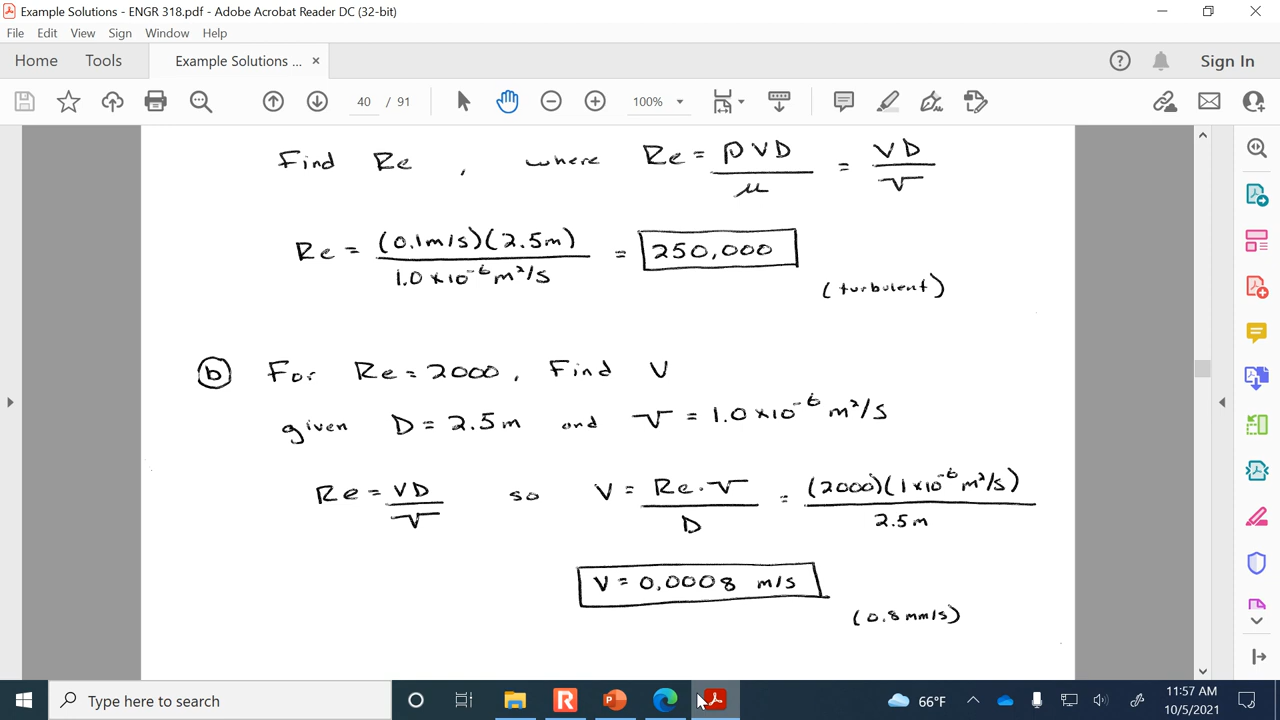 Example Solutions - ENGR 318.pdf - Adobe Acrobat Reader DC (32-bit)
File Edit View Sign Window Help
Home Tools Example Solutions ... × Sign In
40 / 91 100%
Find Re , where Re = ρVD/μ = VD/ν
Re = (0.1m/s)(2.5m)/1.0×10⁻⁶m²/s = 250,000
(turbulent)
(b) For Re = 2000, Find V
given D = 2.5m and ν = 1.0×10⁻⁶ m²/s
Re = VD/ν so V = Re·ν/D = (2000)(1×10⁻⁶m²/s)/2.5m
V = 0.0008 m/s
(0.8mm/s)
Type here to search 66°F 11:57 AM
10/5/2021